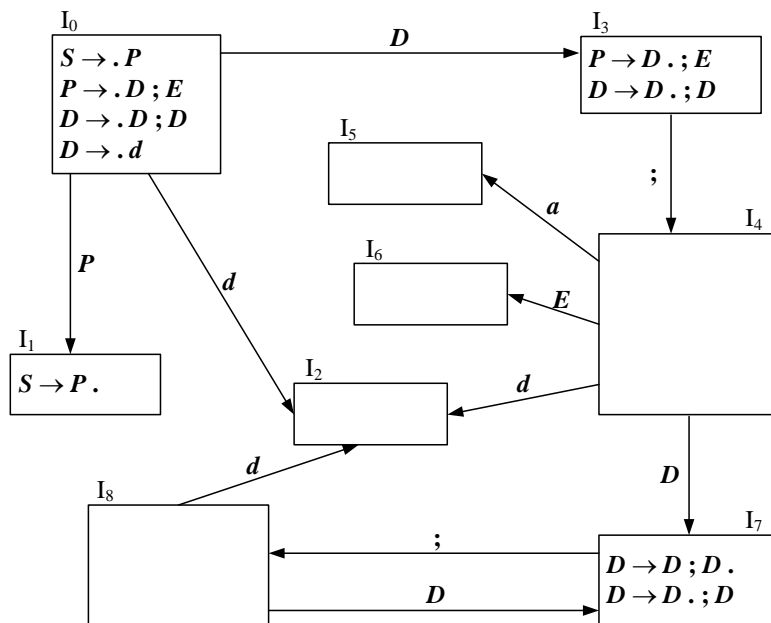 I0
S → . P
P → . D ; E
D → . D ; D
D → . d
D
I3
P → D . ; E
D → D . ; D
I5
;
a
I4
P
d
I6
E
I1
S → P .
I2
d
d
D
I8
;
I7
D → D ; D .
D → D . ; D
D